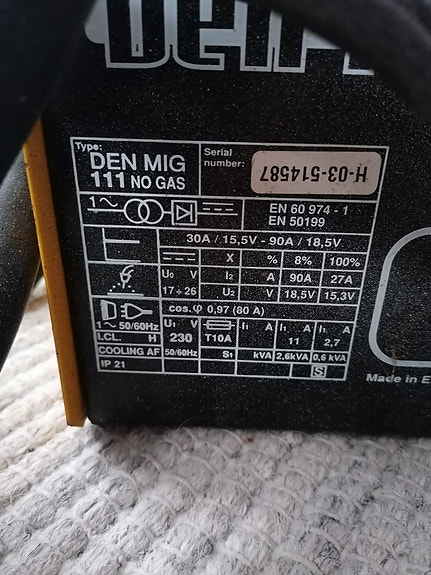 Type:
DEN MIG
111 NO GAS
Serial
number:
H-03-514587
1~
EN 60 974 - 1
EN 50199
30A / 15,5V - 90A / 18,5V
X % 8% 100%
U₀ V I₂ A 90A 27A
17÷26 U₂ V 18,5V 15,3V
cos.φ 0,97 (80 A)
1~ 50/60Hz U₁ V I₁ A I₁ A
I.CL. H 230 T10A 11 2,7
COOLING AF 50/60Hz S₁ kVA 2,6kVA 0,6 kVA
IP 21 S
Made in